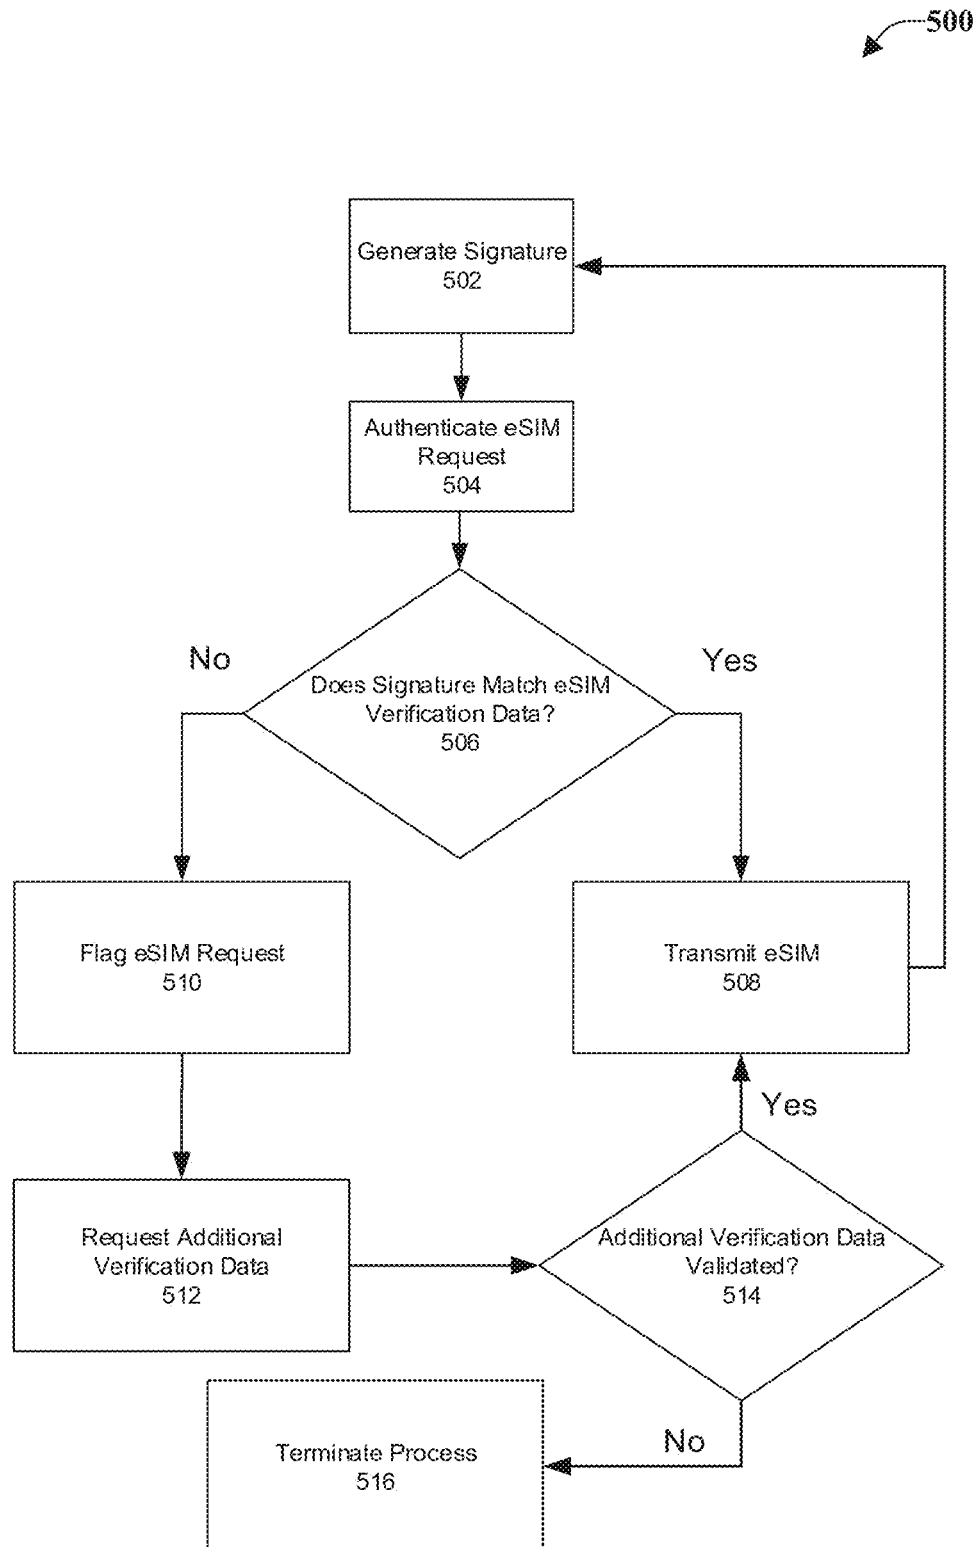 500
Generate Signature
502
Authenticate eSIM
Request
504
No
Yes
Does Signature Match eSIM
Verification Data?
506
Flag eSIM Request
510
Transmit eSIM
508
Yes
Request Additional
Verification Data
512
Additional Verification Data
Validated?
514
No
Terminate Process
516